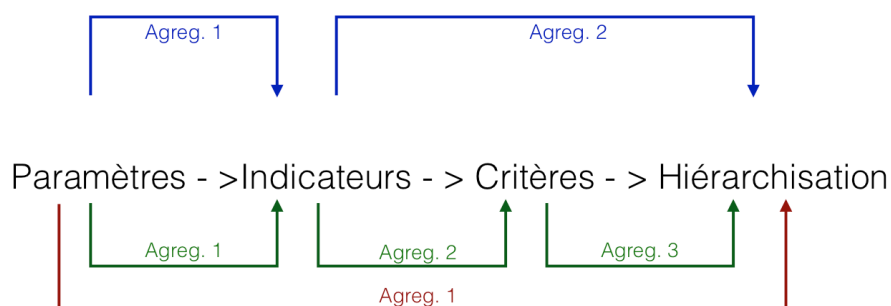 Agreg. 1 Agreg. 2
Paramètres - >Indicateurs - > Critères - > Hiérarchisation
Agreg. 1 Agreg. 2 Agreg. 3
Agreg. 1